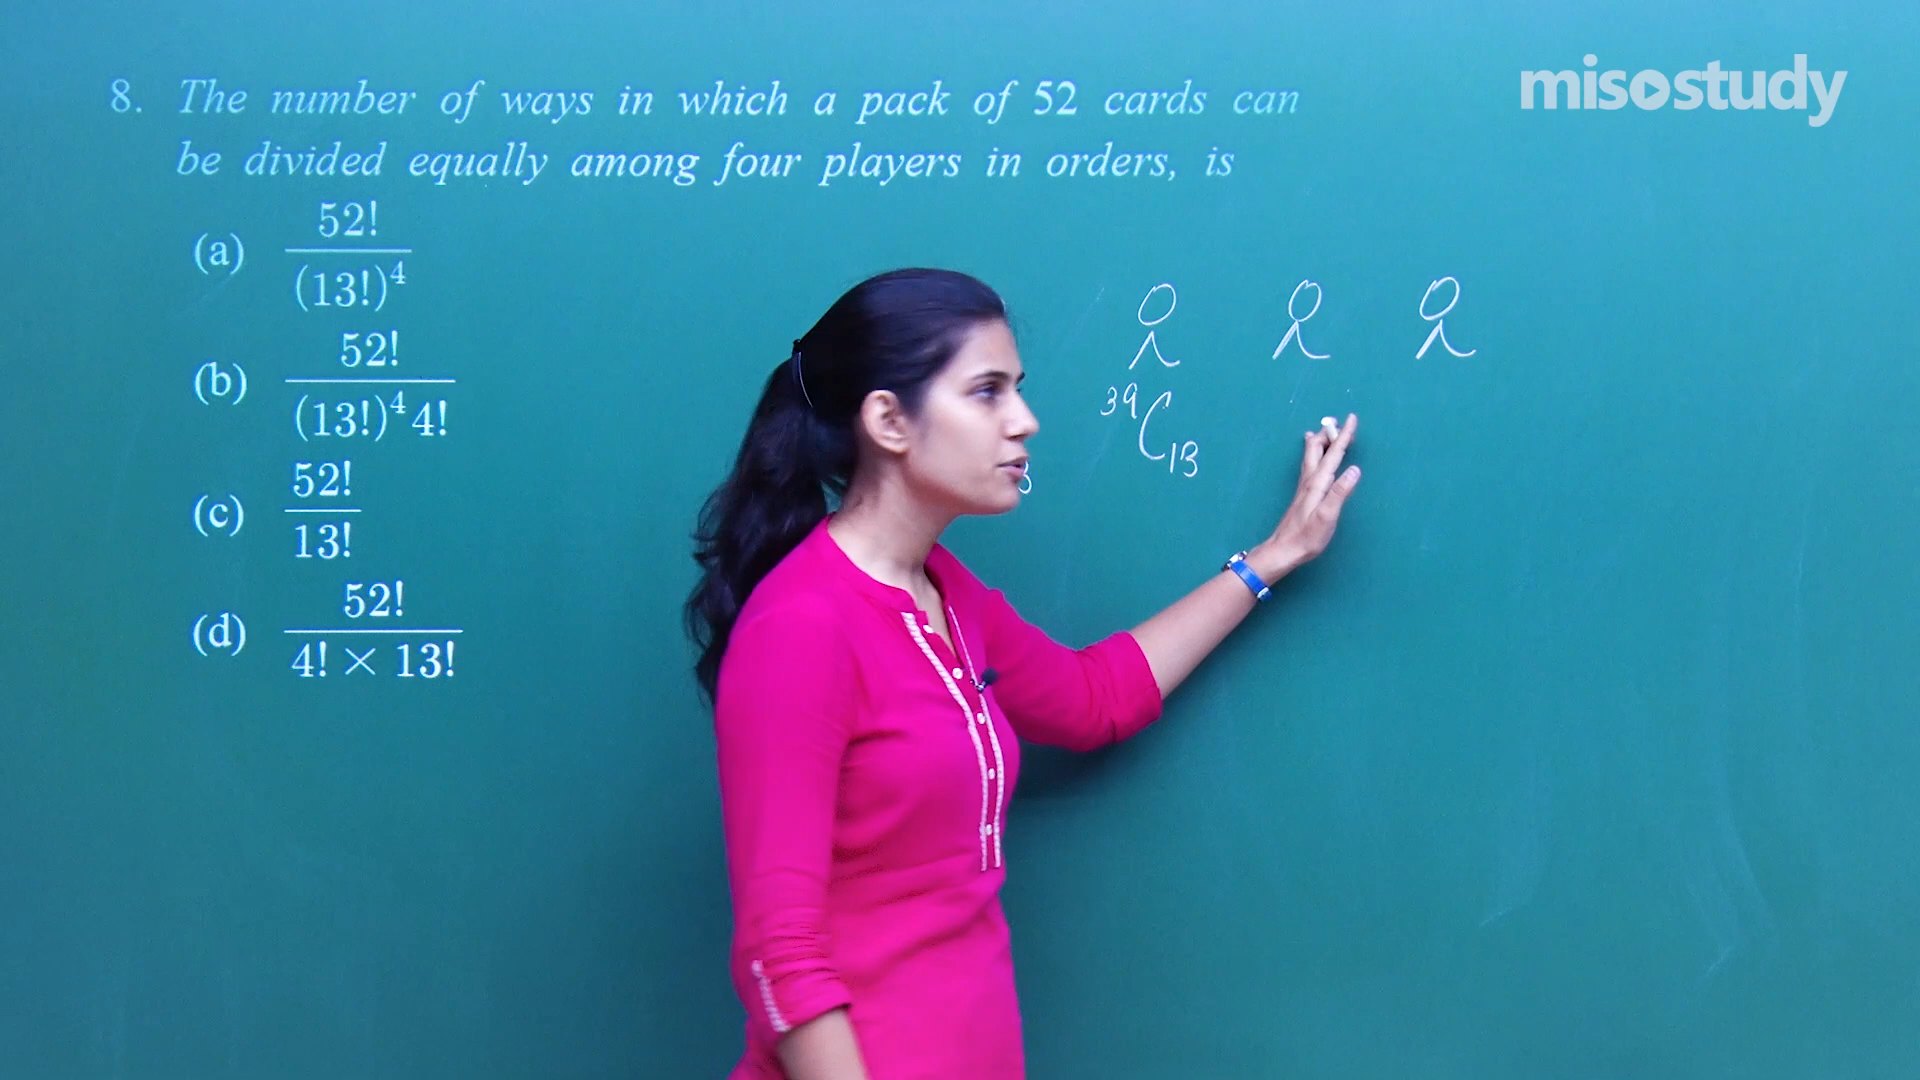 misostudy
8. The number of ways in which a pack of 52 cards can
be divided equally among four players in orders, is
(a) 52!
(13!)^4
(b) 52!
(13!)^4 4!
(c) 52!
13!
(d) 52!
4! × 13!
39C13